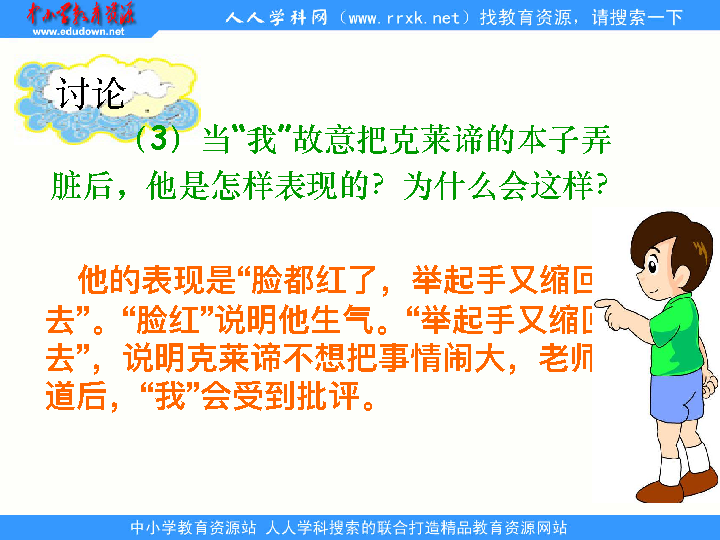 中小学教育资源
www.edudown.net
人人学科网（www.rrxk.net）找教育资源，请搜索一下
讨论
（3）当“我”故意把克莱谛的本子弄
脏后，他是怎样表现的？为什么会这样？
他的表现是“脸都红了，举起手又缩回
去”。“脸红”说明他生气。“举起手又缩回
去”，说明克莱谛不想把事情闹大，老师
道后，“我”会受到批评。
中小学教育资源站 人人学科搜索的联合打造精品教育资源网站